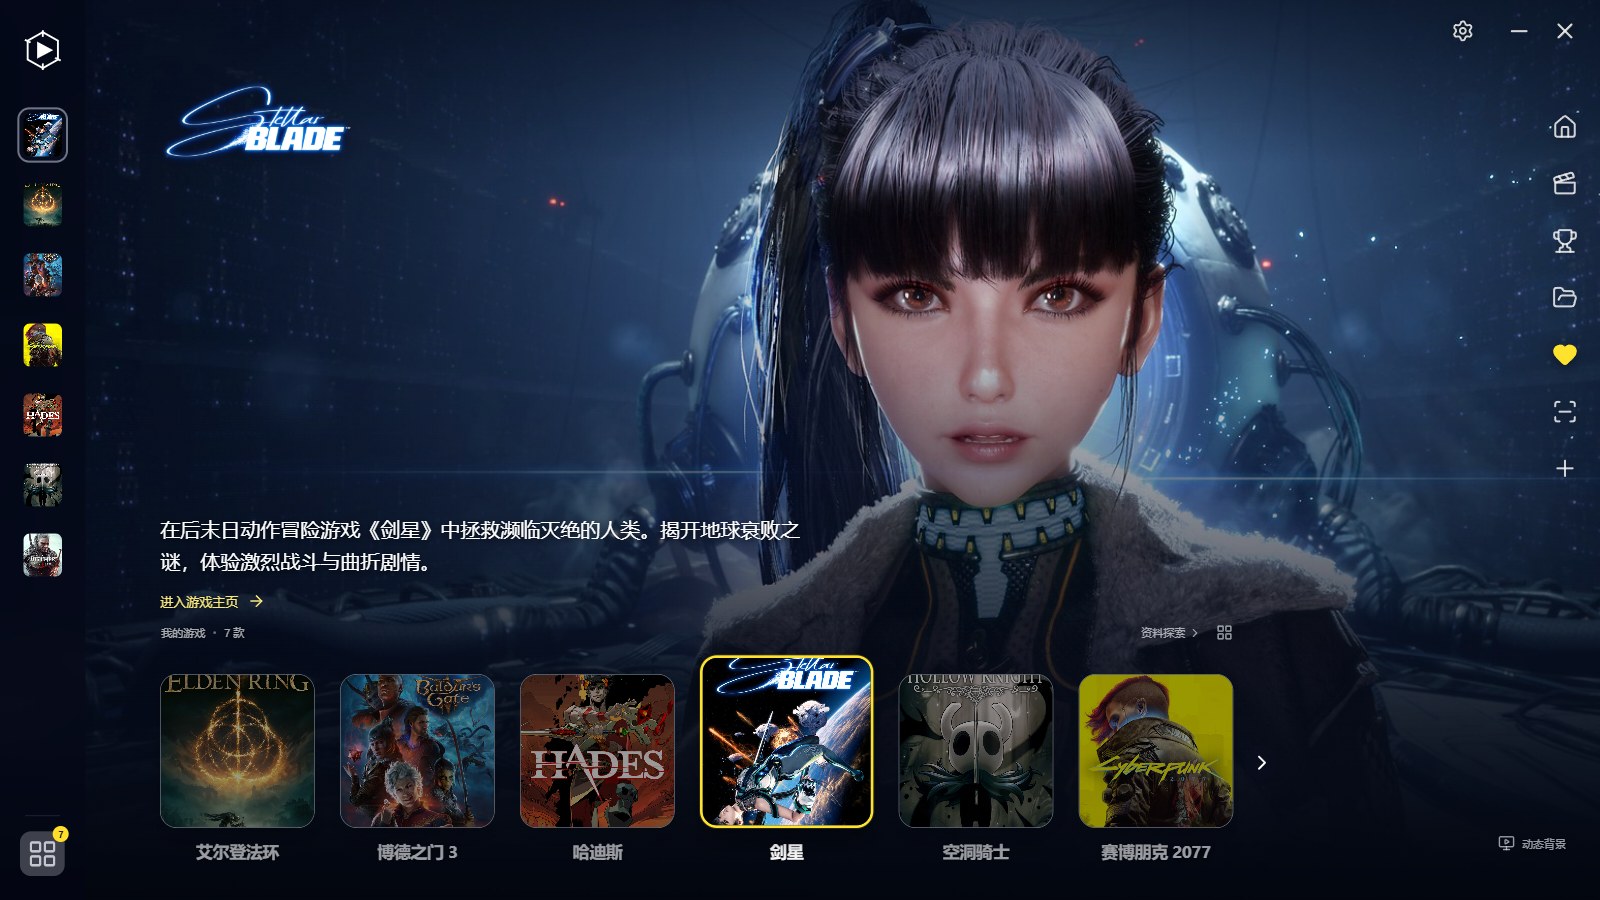 Stellar BLADE
在后末日动作冒险游戏《剑星》中拯救濒临灭绝的人类。揭开地球衰败之
谜，体验激烈战斗与曲折剧情。
进入游戏主页
我的游戏 · 7 款
资料探索
ELDEN RING
Baldur's Gate
HADES
Stellar BLADE
HOLLOW KNIGHT
Cyberpunk
艾尔登法环
博德之门 3
哈迪斯
剑星
空洞骑士
赛博朋克 2077
7
动态背景
HADES